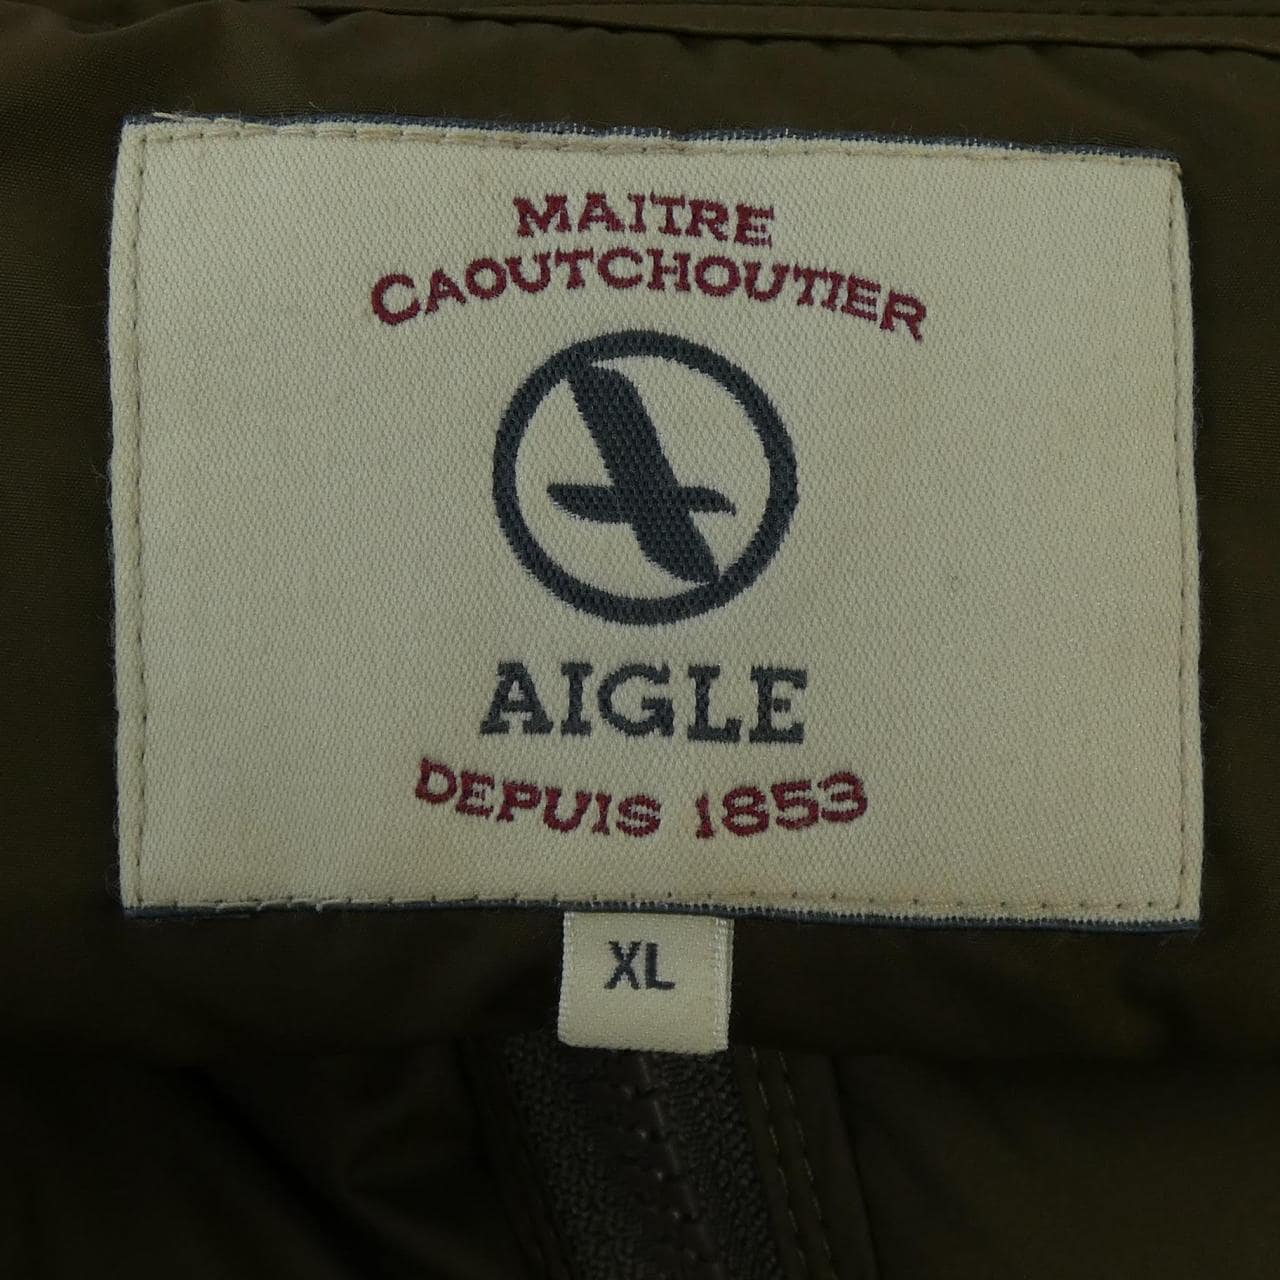 MAITRE
CAOUTCHOUTIER
AIGLE
DEPUIS 1853
XL